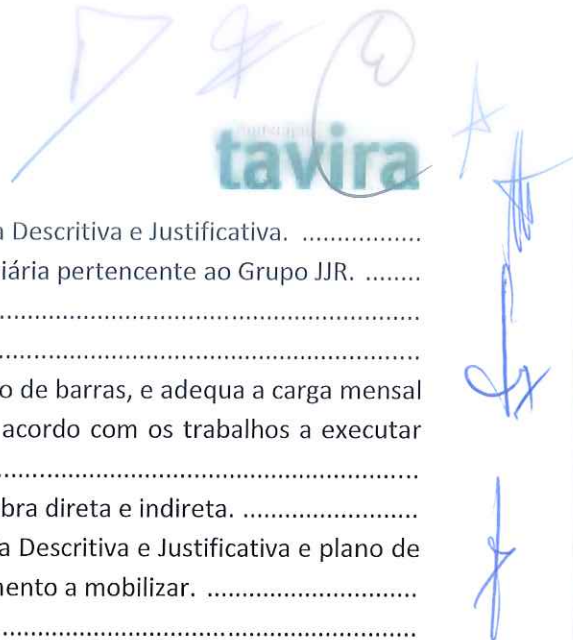 município
tavira
a Descritiva e Justificativa. .................
iária pertencente ao Grupo JJR. ........
..........................................................
..............................................................
o de barras, e adequa a carga mensal
acordo com os trabalhos a executar
..............................................................
bra direta e indireta. .........................
a Descritiva e Justificativa e plano de
mento a mobilizar. ..............................
..............................................................